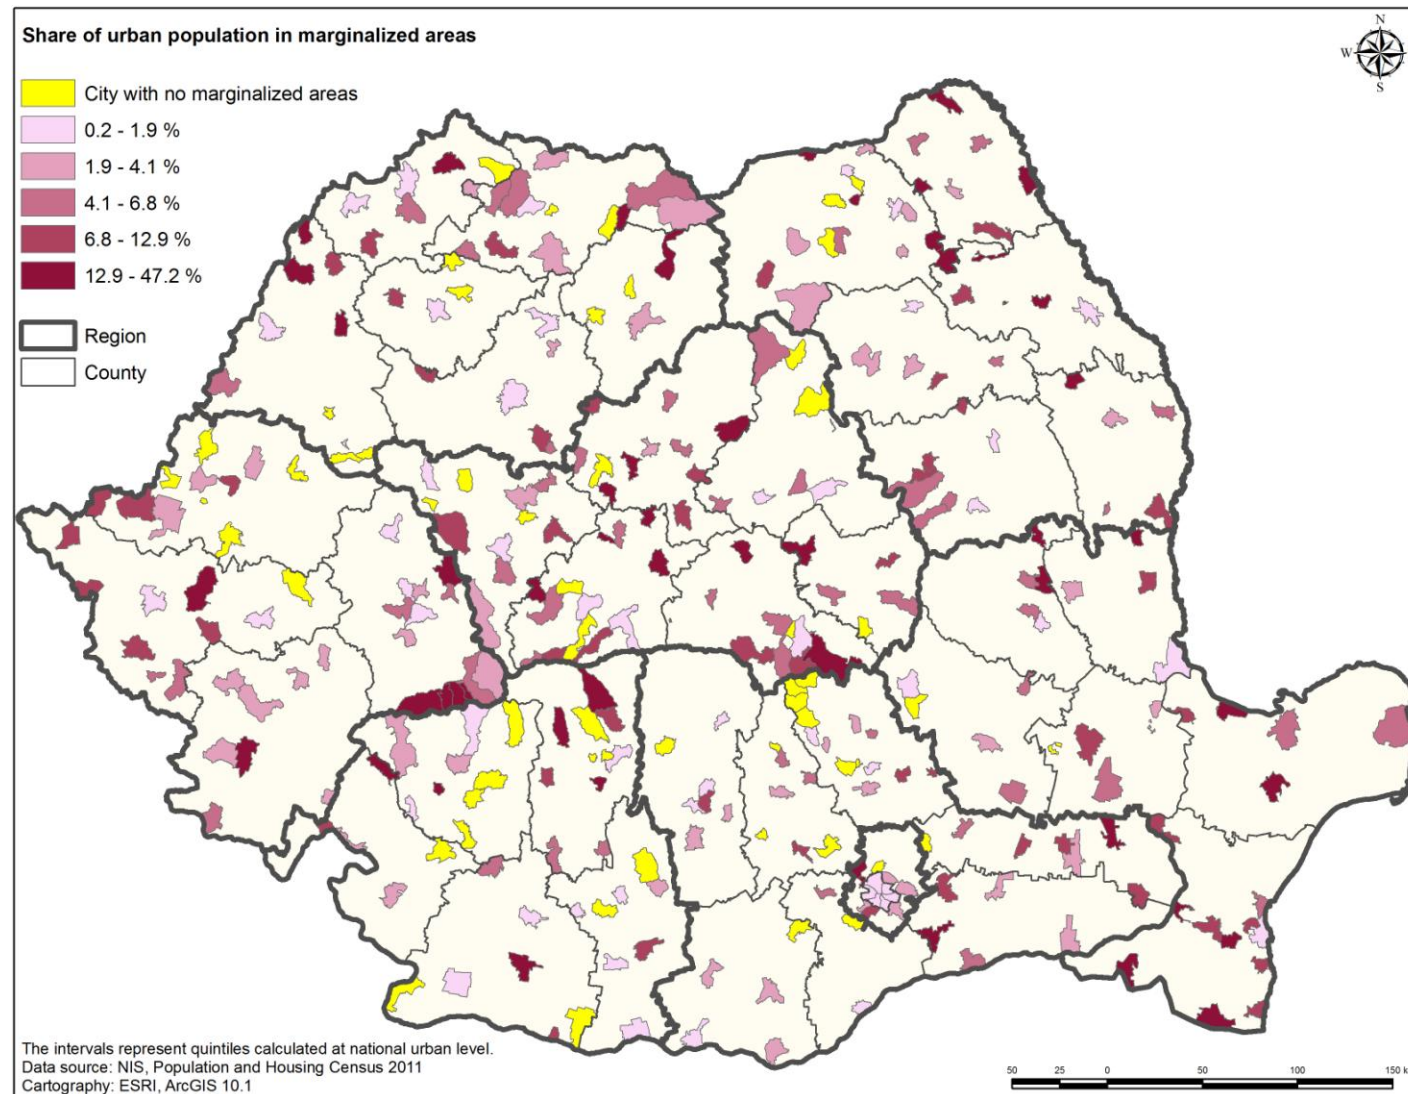 Share of urban population in marginalized areas
City with no marginalized areas
0.2 - 1.9 %
1.9 - 4.1 %
4.1 - 6.8 %
6.8 - 12.9 %
12.9 - 47.2 %
Region
County
N
W
S
The intervals represent quintiles calculated at national urban level.
Data source: NIS, Population and Housing Census 2011
Cartography: ESRI, ArcGIS 10.1
50 25 0 50 100 150 k